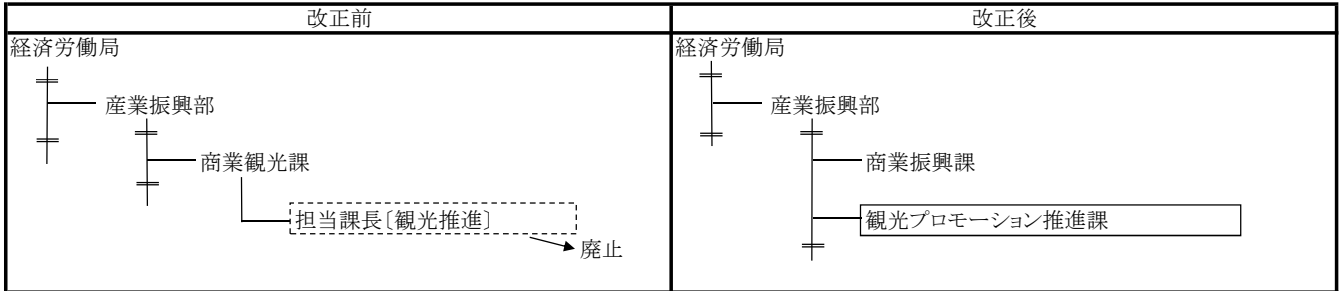 改正前
経済労働局
産業振興部
商業観光課
担当課長〔観光推進〕
廃止
改正後
経済労働局
産業振興部
商業振興課
観光プロモーション推進課